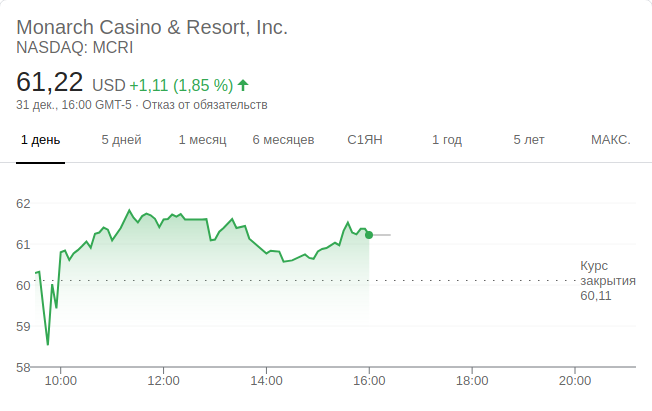 Monarch Casino & Resort, Inc.
NASDAQ: MCRI
61,22 USD +1,11 (1,85 %)
31 дек., 16:00 GMT-5 · Отказ от обязательств
1 день 5 дней 1 месяц 6 месяцев С1ЯН 1 год 5 лет МАКС.
62
61
60
59
58
Курс
закрытия
60,11
10:00 12:00 14:00 16:00 18:00 20:00